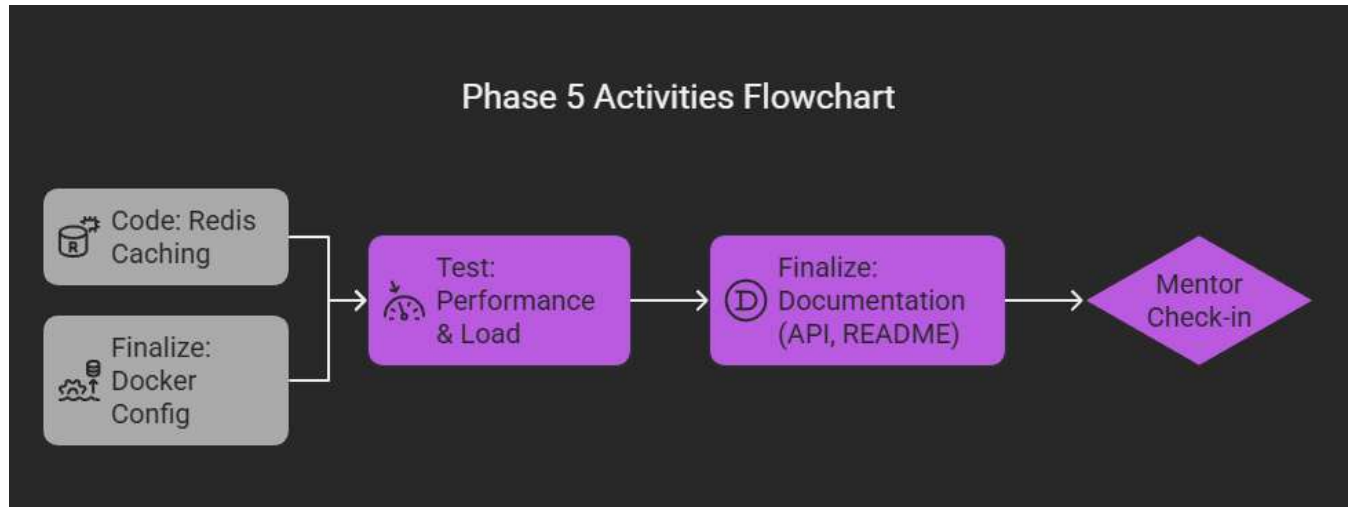 Phase 5 Activities Flowchart
R
Code: Redis
Caching
Finalize:
Docker
Config
Test:
Performance
& Load
D
Finalize:
Documentation
(API, README)
Mentor
Check-in